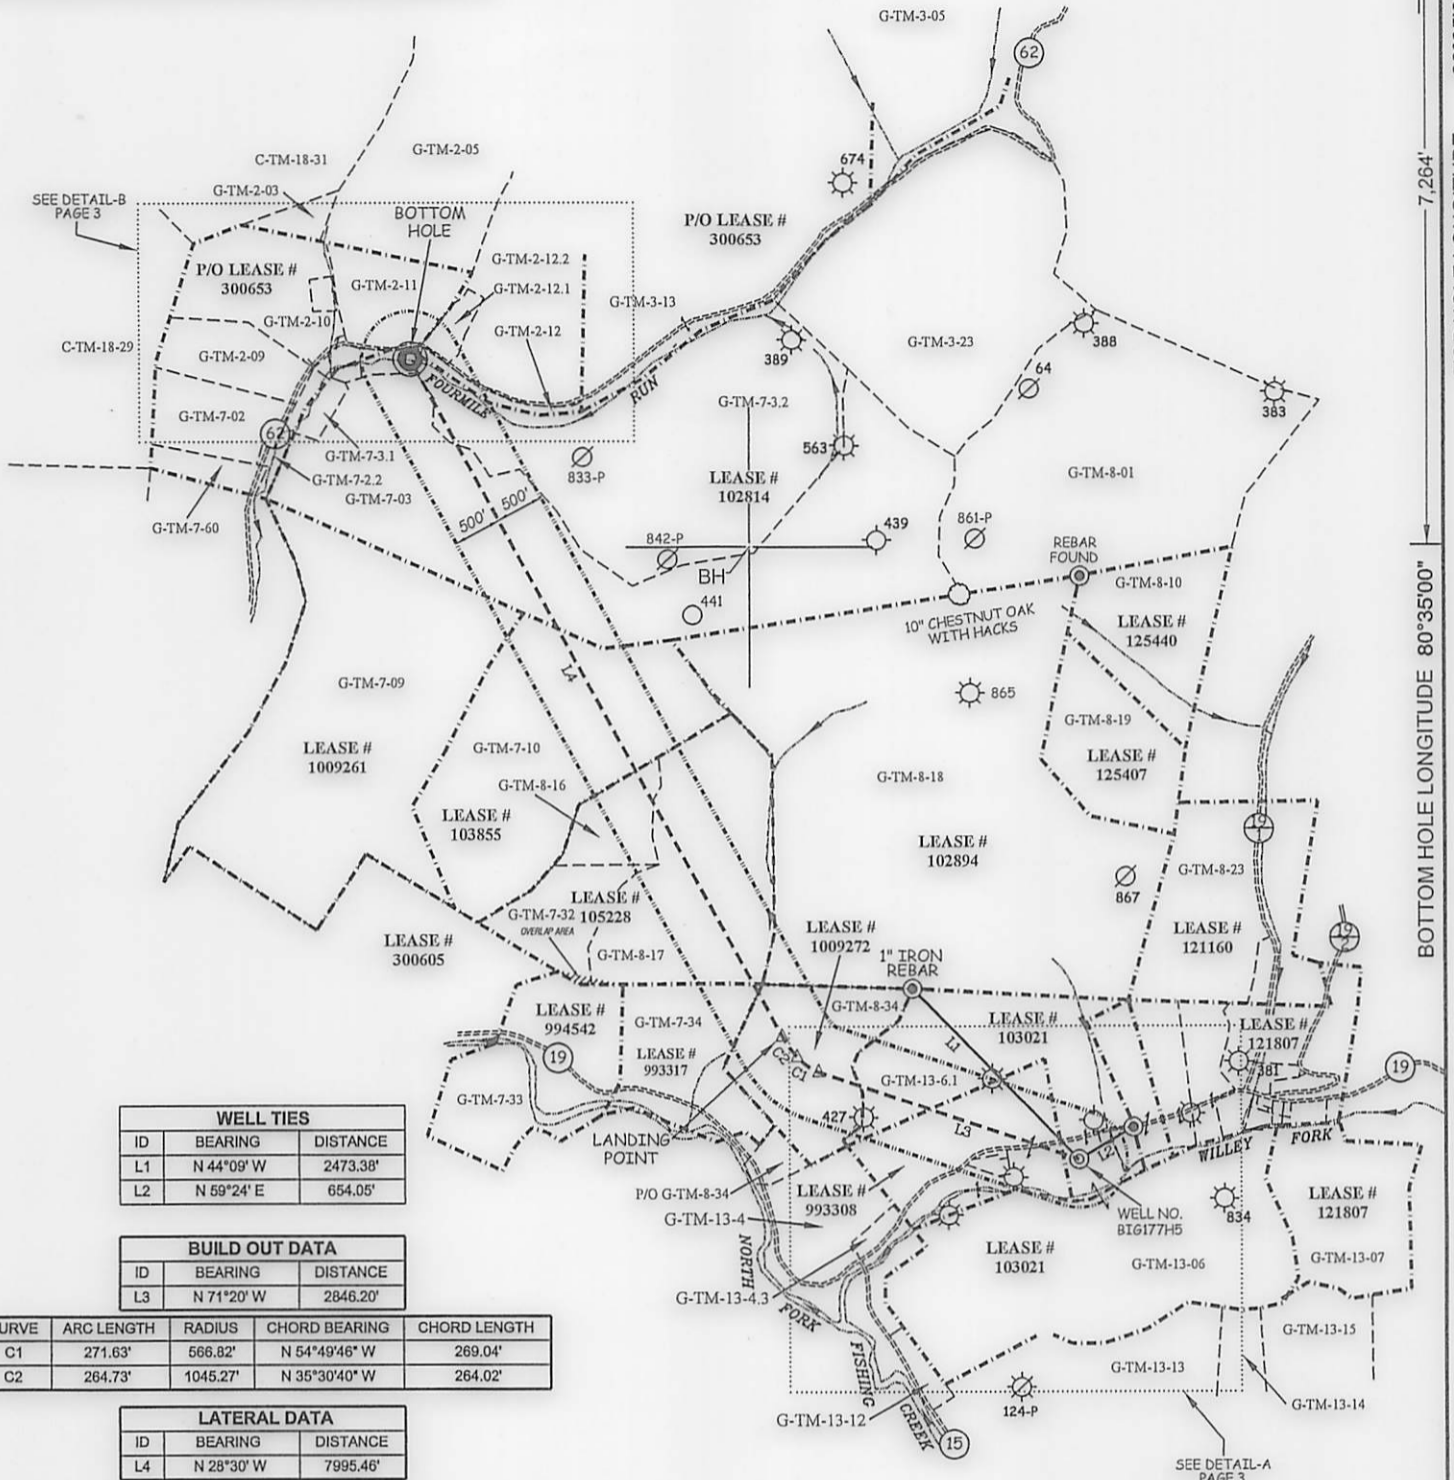 G-TM-3-05
62
7,264'
C-TM-18-31
G-TM-2-05
674
G-TM-2-03
SEE DETAIL-B
PAGE 3
BOTTOM
HOLE
P/O LEASE #
300653
P/O LEASE #
300653
G-TM-2-11
G-TM-2-12.2
G-TM-2-12.1
G-TM-3-13
G-TM-2-10
G-TM-2-12
C-TM-18-29
G-TM-2-09
389
G-TM-3-23
388
FOURMILE
RUN
64
383
G-TM-7-02
G-TM-7-3.2
62
G-TM-7-3.1
563
833-P
G-TM-7-2.2
LEASE #
102814
G-TM-8-01
G-TM-7-03
G-TM-7-60
500'
500'
439
861-P
842-P
REBAR
FOUND
BH
G-TM-8-10
441
10" CHESTNUT OAK
WITH HACKS
LEASE #
125440
L4
G-TM-7-09
865
G-TM-8-19
LEASE #
1009261
G-TM-7-10
LEASE #
125407
G-TM-8-16
G-TM-8-18
LEASE #
103855
LEASE #
102894
19
G-TM-8-23
867
LEASE #
105228
G-TM-7-32
OVERLAP AREA
LEASE #
300605
LEASE #
1009272
LEASE #
121160
19
2
1" IRON
REBAR
G-TM-8-17
LEASE #
994542
G-TM-7-34
G-TM-8-34
LEASE #
103021
LEASE #
121807
L1
C2
C1
LEASE #
993317
381
19
19
G-TM-13-6.1
G-TM-7-33
427
L3
LANDING
POINT
L2
WILLEY
FORK
P/O G-TM-8-34
LEASE #
993308
LEASE #
121807
G-TM-13-4
WELL NO.
BIG177H5
834
NORTH
FORK
LEASE #
103021
G-TM-13-06
G-TM-13-07
G-TM-13-4.3
FISHING
CREEK
G-TM-13-15
G-TM-13-13
G-TM-13-12
124-P
G-TM-13-14
15
SEE DETAIL-A
PAGE 3
BOTTOM HOLE LONGITUDE 80°35'00"
WELL TIES
ID BEARING DISTANCE
L1 N 44°09' W 2473.38'
L2 N 59°24' E 654.05'
BUILD OUT DATA
ID BEARING DISTANCE
L3 N 71°20' W 2846.20'
URVE ARC LENGTH RADIUS CHORD BEARING CHORD LENGTH
C1 271.63' 566.82' N 54°49'46" W 269.04'
C2 264.73' 1045.27' N 35°30'40" W 264.02'
LATERAL DATA
ID BEARING DISTANCE
L4 N 28°30' W 7995.46'